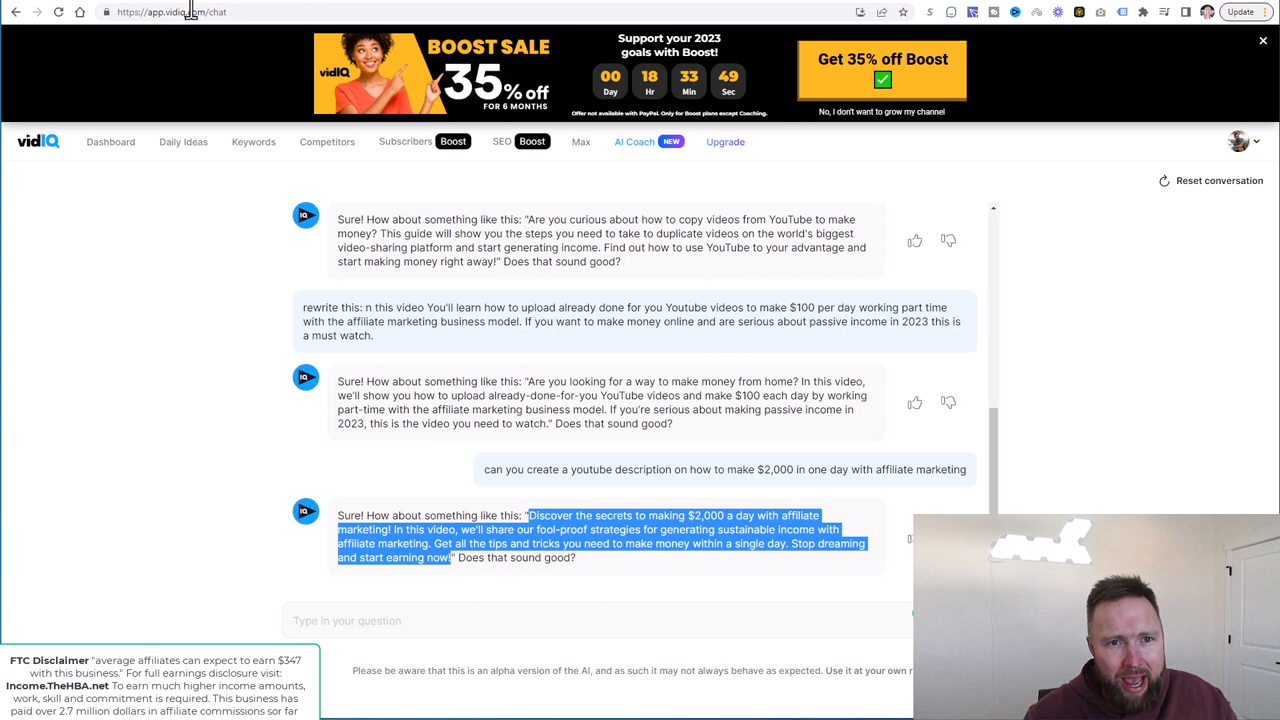 https://app.vidiq.com/chat
Update
vidIQ
BOOST SALE
35% off
FOR 6 MONTHS
Support your 2023
goals with Boost!
00 18 33 49
Day Hr Min Sec
Offer not available with PayPal. Only for Boost plans except Coaching.
Get 35% off Boost
No, I don't want to grow my channel
vidIQ Dashboard Daily Ideas Keywords Competitors Subscribers Boost SEO Boost Max AI Coach NEW Upgrade
Reset conversation
IQ
Sure! How about something like this: "Are you curious about how to copy videos from YouTube to make
money? This guide will show you the steps you need to take to duplicate videos on the world's biggest
video-sharing platform and start generating income. Find out how to use YouTube to your advantage and
start making money right away!" Does that sound good?
rewrite this: n this video You'll learn how to upload already done for you Youtube videos to make $100 per day working part time
with the affiliate marketing business model. If you want to make money online and are serious about passive income in 2023 this is
a must watch.
IQ
Sure! How about something like this: "Are you looking for a way to make money from home? In this video,
we'll show you how to upload already-done-for-you YouTube videos and make $100 each day by working
part-time with the affiliate marketing business model. If you're serious about making passive income in
2023, this is the video you need to watch." Does that sound good?
can you create a youtube description on how to make $2,000 in one day with affiliate marketing
IQ
Sure! How about something like this: "Discover the secrets to making $2,000 a day with affiliate
marketing! In this video, we'll share our fool-proof strategies for generating sustainable income with
affiliate marketing. Get all the tips and tricks you need to make money within a single day. Stop dreaming
and start earning now!" Does that sound good?
Type in your question
Please be aware that this is an alpha version of the AI, and as such it may not always behave as expected. Use it at your own r
FTC Disclaimer "average affiliates can expect to earn $347
with this business." For full earnings disclosure visit:
Income.TheHBA.net To earn much higher income amounts,
work, skill and commitment is required. This business has
paid over 2.7 million dollars in affiliate commissions sor far